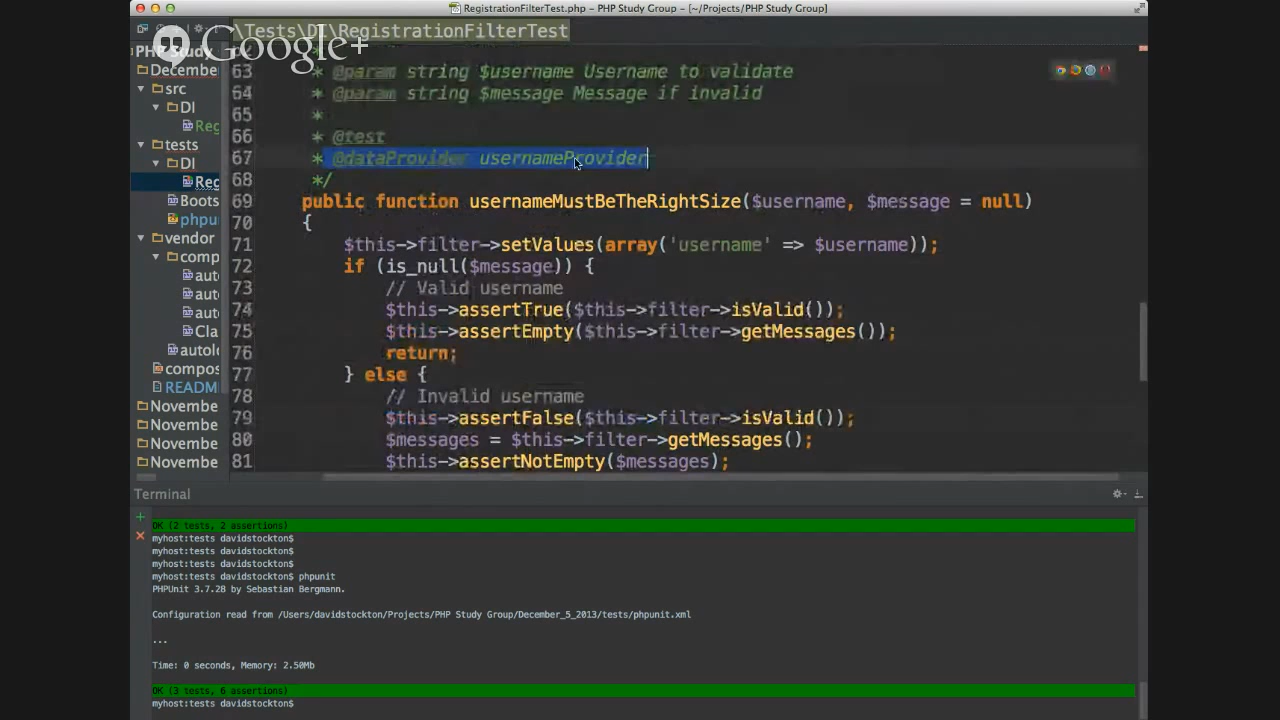 RegistrationFilterTest.php – PHP Study Group – [~/Projects/PHP Study Group]
\Tests\DI\RegistrationFilterTest
Google+
PHP Study
Decembe
src
DI
Reg
tests
DI
Reg
Boots
phpu
vendor
comp
auto
auto
auto
Cla
autolo
compos
README
Novembe
Novembe
Novembe
Novembe
63 * @param string $username Username to validate
64 * @param string $message Message if invalid
65 *
66 * @test
67 * @dataProvider usernameProvider
68 */
69 public function usernameMustBeTheRightSize($username, $message = null)
70 {
71 $this->filter->setValues(array('username' => $username));
72 if (is_null($message)) {
73 // Valid username
74 $this->assertTrue($this->filter->isValid());
75 $this->assertEmpty($this->filter->getMessages());
76 return;
77 } else {
78 // Invalid username
79 $this->assertFalse($this->filter->isValid());
80 $messages = $this->filter->getMessages();
81 $this->assertNotEmpty($messages);
Terminal
OK (2 tests, 2 assertions)
myhost:tests davidstockton$
myhost:tests davidstockton$
myhost:tests davidstockton$
myhost:tests davidstockton$ phpunit
PHPUnit 3.7.28 by Sebastian Bergmann.
Configuration read from /Users/davidstockton/Projects/PHP Study Group/December_5_2013/tests/phpunit.xml
...
Time: 0 seconds, Memory: 2.50Mb
OK (3 tests, 6 assertions)
myhost:tests davidstockton$